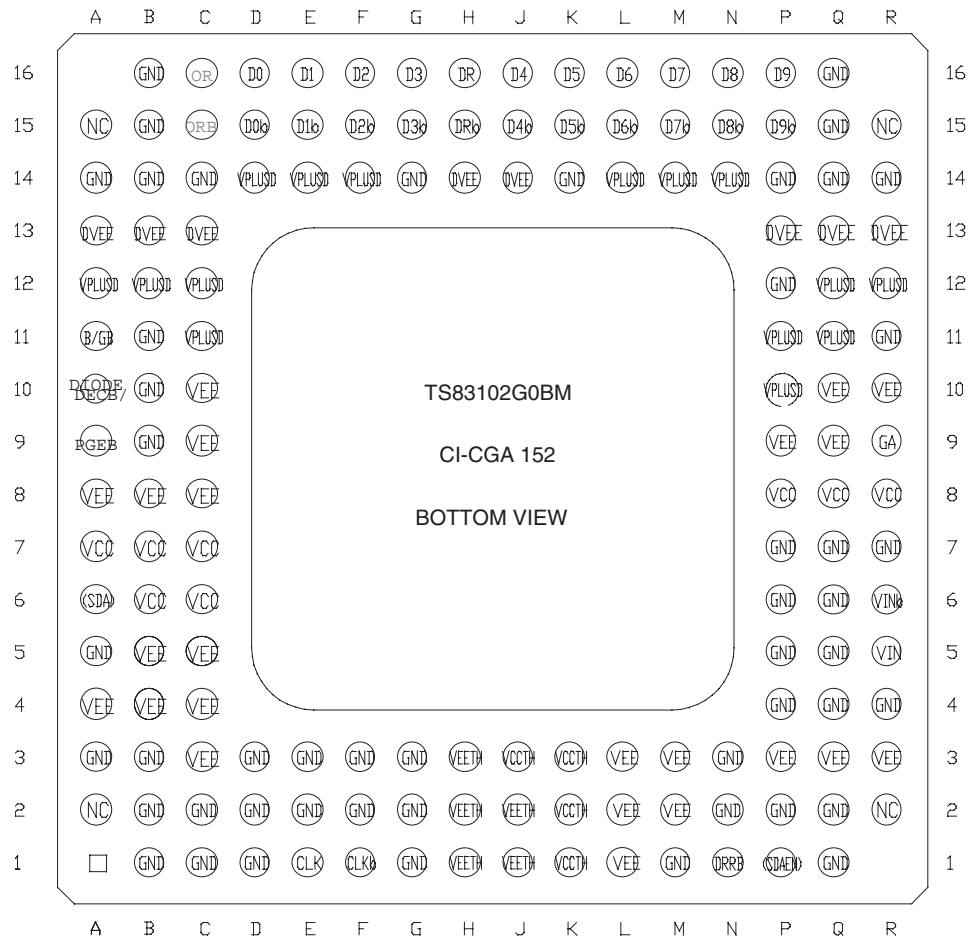 A B C D E F G H J K L M N P Q R
16 GND OR D0 D1 D2 G3 DR D4 D5 D6 D7 D8 D9 GND 16
15 NC GND ORB D0b D1b D2b G3b DRb D4b D5b D6b D7b D8b D9b GND NC 15
14 GND GND GND VPLUSD VPLUSD VPLUSD GND DVEE DVEE GND VPLUSD VPLUSD VPLUSD GND GND GND 14
13 DVEE DVEE DVEE DVEE DVEE DVEE 13
12 VPLUSD VPLUSD VPLUSD GND VPLUSD VPLUSD 12
11 B/GB GND VPLUSD VPLUSD VPLUSD GND 11
10 DIODE DECB/ GND VEE TS83102G0BM VPLUSD VEE VEE 10
9 PGEB GND VEE CI-CGA 152 VEE VEE GA 9
8 VEE VEE VEE BOTTOM VIEW VCC VCC VCC 8
7 VCC VCC VCC GND GND GND 7
6 (SDA) VCC VCC GND GND VINb 6
5 GND VEE VEE GND GND VIN 5
4 VEE VEE VEE GND GND GND 4
3 GND GND VEE GND GND GND GND VEETH VCCTH VCCTH VEE VEE GND VEE VEE VEE 3
2 NC GND GND GND GND GND GND VEETH VEETH VCCTH VEE VEE GND GND GND NC 2
1 GND GND GND CLK CLKb GND VEETH VEETH VCCTH VEE GND DRRB (SDAEN) GND 1
A B C D E F G H J K L M N P Q R